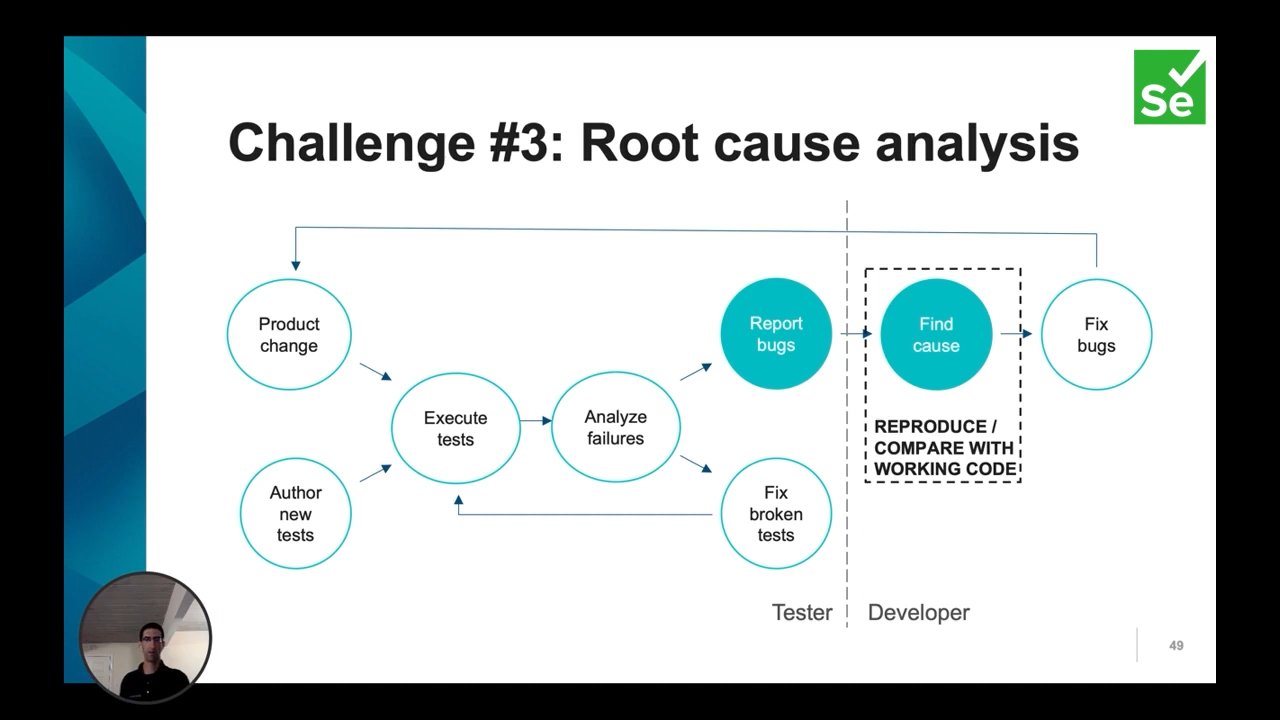 Se
Challenge #3: Root cause analysis
Product
change
Author
new
tests
Execute
tests
Analyze
failures
Report
bugs
Fix
broken
tests
Find
cause
REPRODUCE /
COMPARE WITH
WORKING CODE
Fix
bugs
Tester
Developer
49